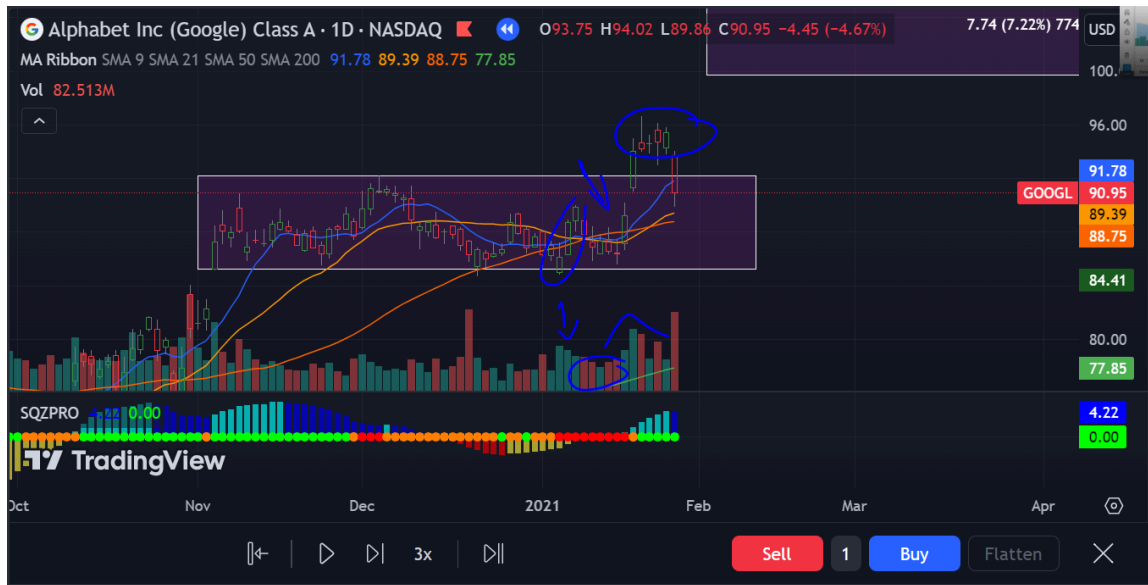 Alphabet Inc (Google) Class A · 1D · NASDAQ O93.75 H94.02 L89.86 C90.95 −4.45 (−4.67%) 7.74 (7.22%) 774 USD
MA Ribbon SMA 9 SMA 21 SMA 50 SMA 200 91.78 89.39 88.75 77.85
Vol 82.513M
100.
96.00
91.78
GOOGL 90.95
89.39
88.75
84.41
80.00
77.85
SQZPRO 4.22 0.00
4.22
0.00
TradingView
Oct Nov Dec 2021 Feb Mar Apr
3x Sell 1 Buy Flatten